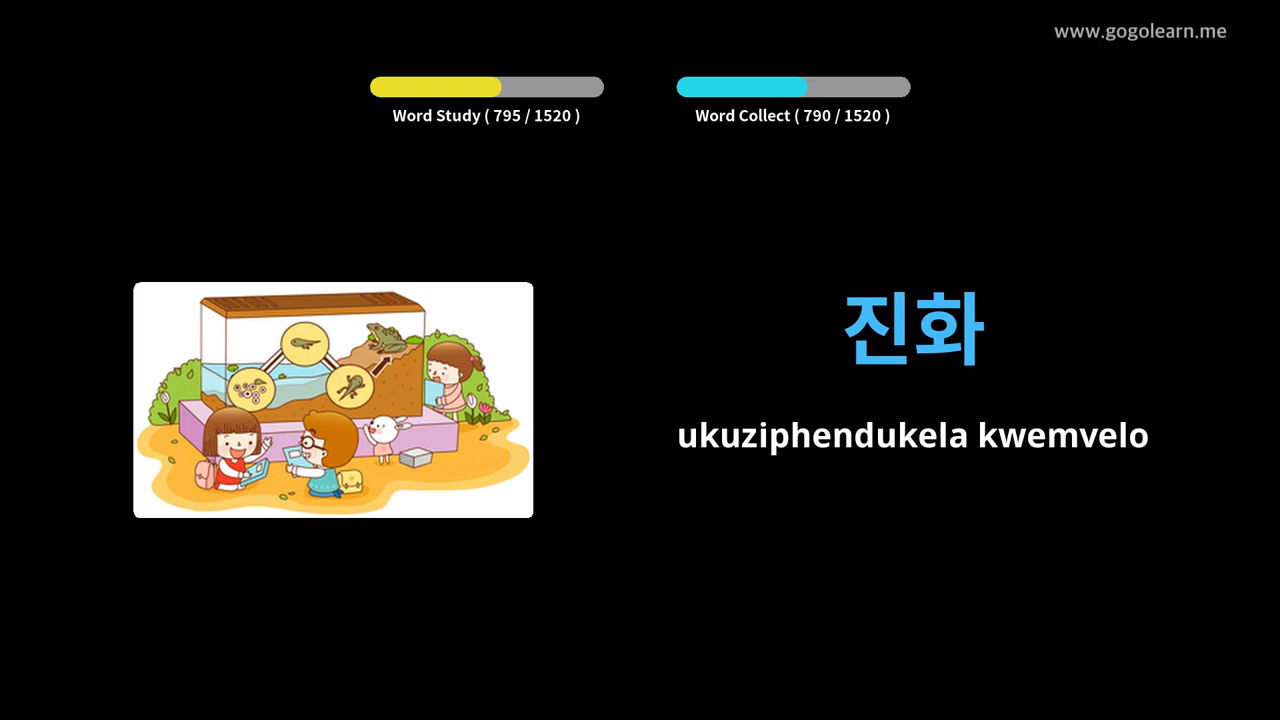 www.gogolearn.me
Word Study ( 795 / 1520 )
Word Collect ( 790 / 1520 )
진화
ukuziphendukela kwemvelo